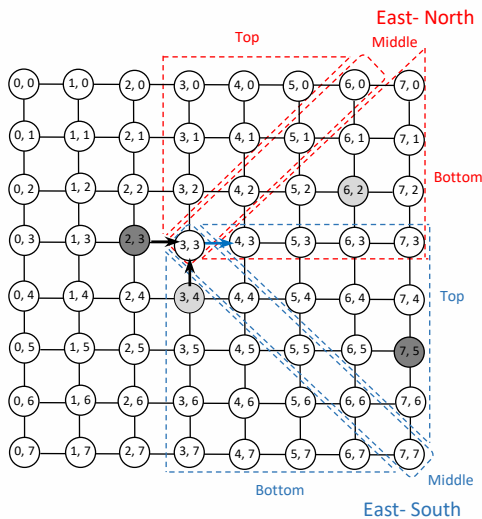 East- North
Top
Middle
0, 0 1, 0 2, 0 3, 0 4, 0 5, 0 6, 0 7, 0
0, 1 1, 1 2, 1 3, 1 4, 1 5, 1 6, 1 7, 1
Bottom
0, 2 1, 2 2, 2 3, 2 4, 2 5, 2 6, 2 7, 2
0, 3 1, 3 2, 3 3, 3 4, 3 5, 3 6, 3 7, 3
Top
0, 4 1, 4 2, 4 3, 4 4, 4 5, 4 6, 4 7, 4
0, 5 1, 5 2, 5 3, 5 4, 5 5, 5 6, 5 7, 5
0, 6 1, 6 2, 6 3, 6 4, 6 5, 6 6, 6 7, 6
0, 7 1, 7 2, 7 3, 7 4, 7 5, 7 6, 7 7, 7
Middle
Bottom
East- South